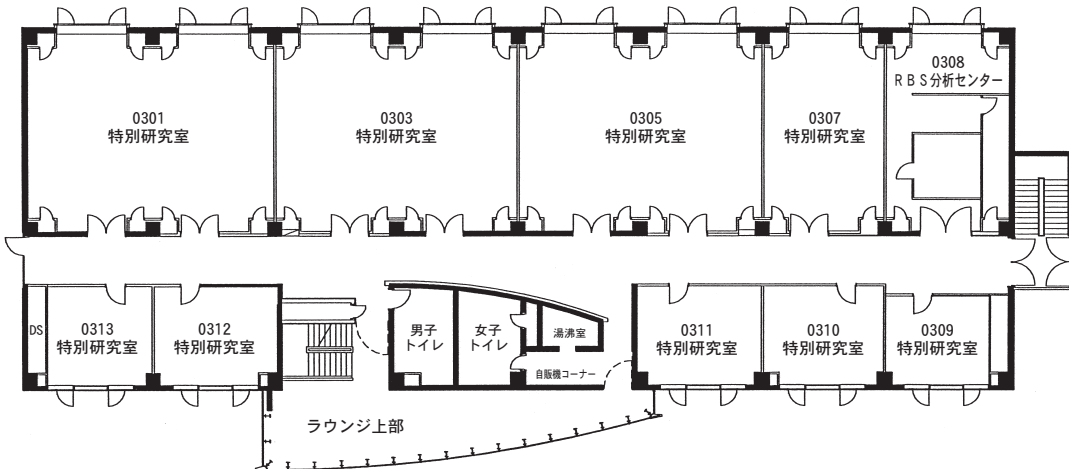 0301
特別研究室
0303
特別研究室
0305
特別研究室
0307
特別研究室
0308
ＲＢＳ分析センター
DS
0313
特別研究室
0312
特別研究室
男子
トイレ
女子
トイレ
湯沸室
自販機コーナー
0311
特別研究室
0310
特別研究室
0309
特別研究室
ラウンジ上部